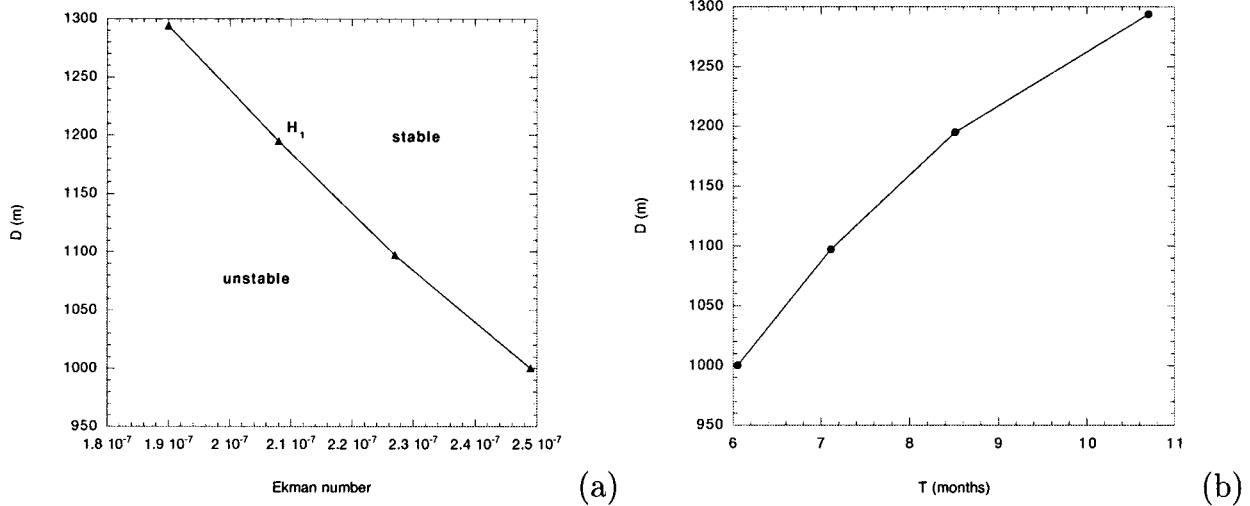 1300
1250
1200
1150
1100
1050
1000
950
D (m)
H1
stable
unstable
1.8 10-7 1.9 10-7 2 10-7 2.1 10-7 2.2 10-7 2.3 10-7 2.4 10-7 2.5 10-7
Ekman number
(a)
1300
1250
1200
1150
1100
1050
1000
950
D (m)
6 7 8 9 10 11
T (months)
(b)